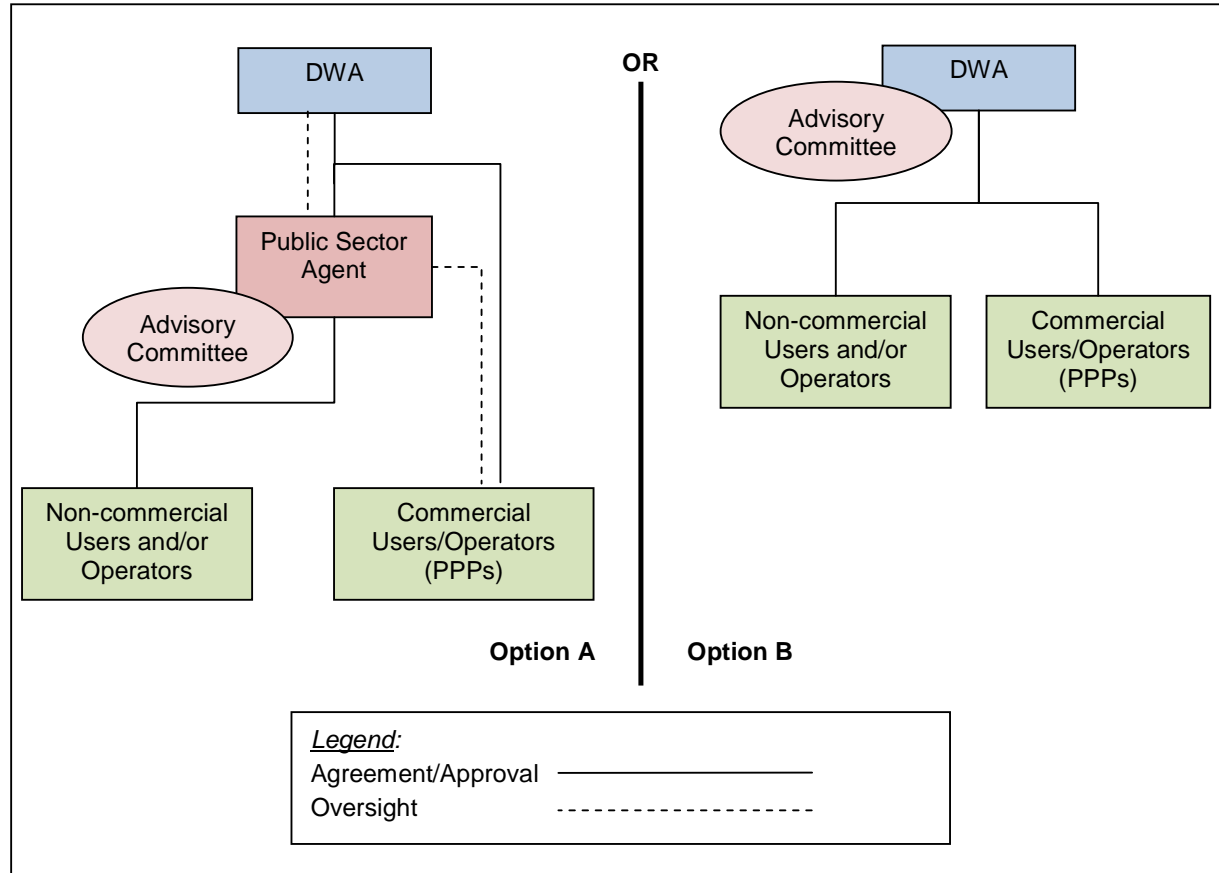 DWA
Public Sector
Agent
Advisory
Committee
Non-commercial
Users and/or
Operators
Commercial
Users/Operators
(PPPs)
Option A
OR
DWA
Advisory
Committee
Non-commercial
Users and/or
Operators
Commercial
Users/Operators
(PPPs)
Option B
Legend:
Agreement/Approval
Oversight